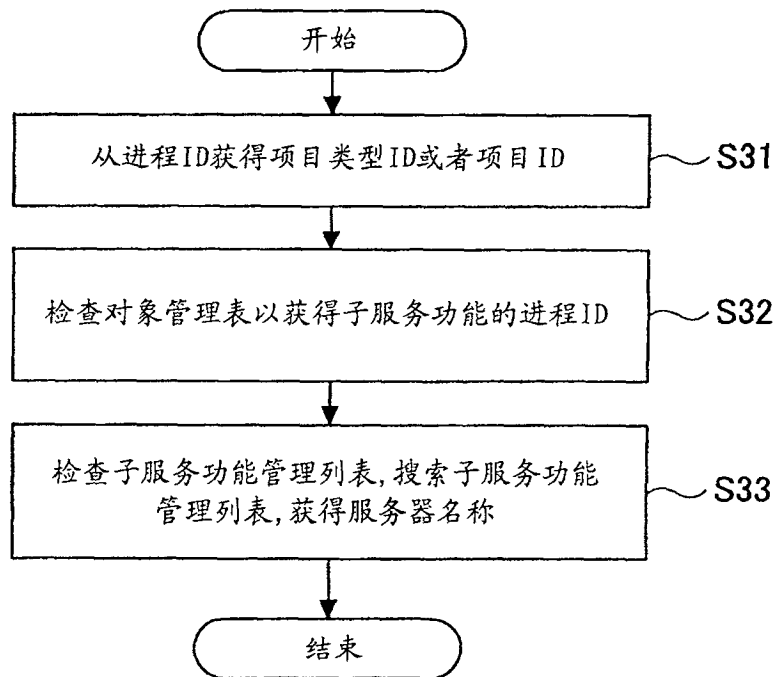 开始
从进程ID获得项目类型ID或者项目ID
S31
检查对象管理表以获得子服务功能的进程ID
S32
检查子服务功能管理列表,搜索子服务功能
管理列表,获得服务器名称
S33
结束